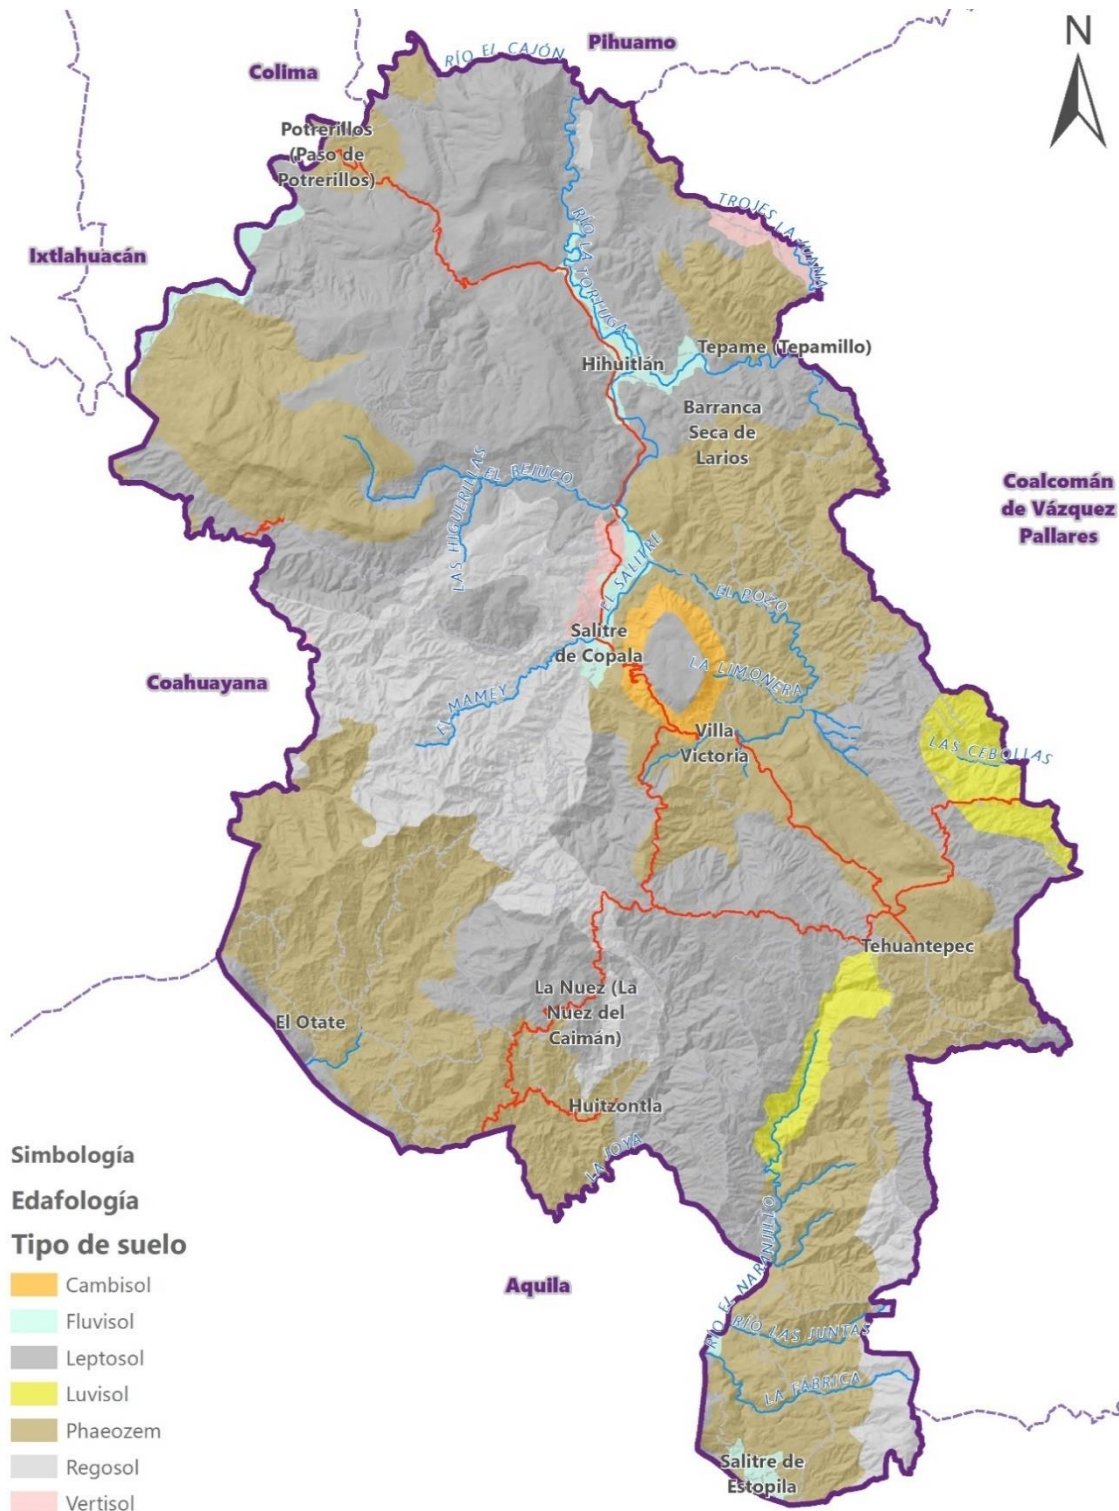 N
Pihuamo
RÍO EL CAJÓN
Colima
Potrerillos
(Paso de
Potrerillos)
TROJES LA JUANA
Ixtlahuacán
RÍO LA TORTUGA
Tepame (Tepamillo)
Hihuitlán
Barranca
Seca de
Larios
LAS HIGUERILLAS
EL BEJUCO
Coalcomán
de Vázquez
Pallares
EL SALITRE
EL POZO
Salitre
de Copala
LA LIMONERA
Coahuayana
EL MAMEY
Villa
Victoria
LAS CEBOLLAS
Tehuantepec
La Nuez (La
Nuez del
Caimán)
El Otate
Huitzontla
LA JOYA
Aquila
RÍO EL NARANJILLO
RÍO LAS JUNTAS
LA FÁBRICA
Salitre de
Estopila
Simbología
Edafología
Tipo de suelo
Cambisol
Fluvisol
Leptosol
Luvisol
Phaeozem
Regosol
Vertisol